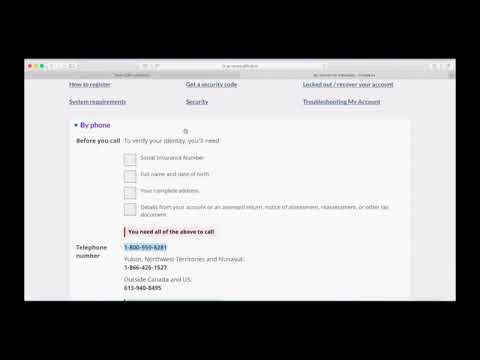 How to register
Get a security code
Locked out / recover your account
System requirements
Security
Troubleshooting My Account
By phone
Before you call
To verify your identity, you'll need
Social Insurance Number
Full name and date of birth
Your complete address
Details from your account or an assessed return, notice of assessment, reassessment, or other tax
document.
You need all of the above to call
Telephone
number
1-800-959-8281
Yukon, Northwest Territories and Nunavut:
1-866-426-1527
Outside Canada and US:
613-940-8495